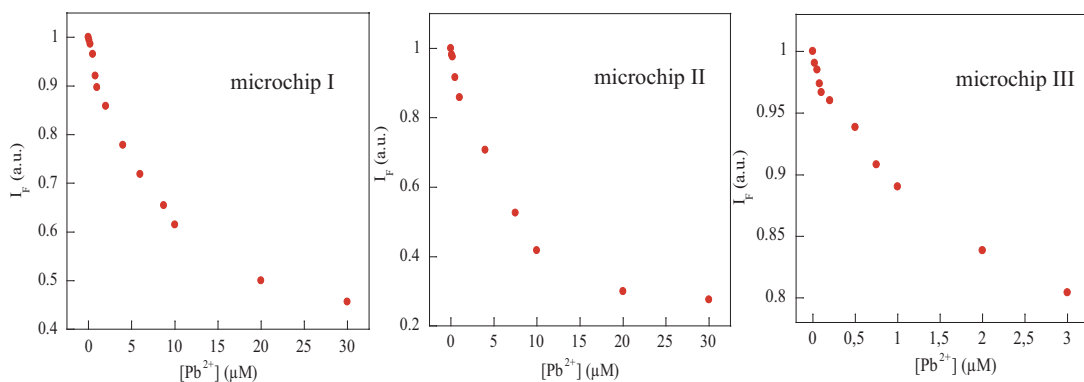 1
0.9
0.8
0.7
0.6
0.5
0.4
I_F (a.u.)
microchip I
0 5 10 15 20 25 30
[Pb²⁺] (µM)
1
0.8
0.6
0.4
0.2
I_F (a.u.)
microchip II
0 5 10 15 20 25 30
[Pb²⁺] (µM)
1
0.95
0.9
0.85
0.8
I_F (a.u.)
microchip III
0 0,5 1 1,5 2 2,5 3
[Pb²⁺] (µM)